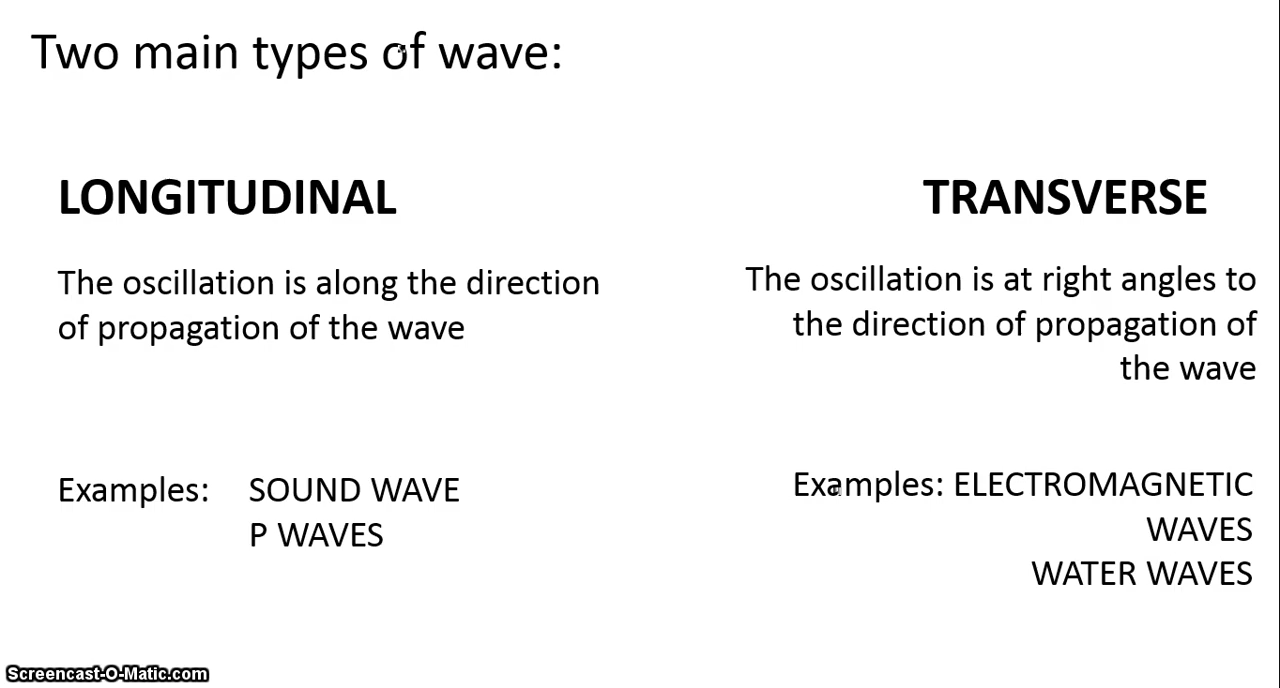 Two main types of wave:
LONGITUDINAL
The oscillation is along the direction
of propagation of the wave
Examples: SOUND WAVE
P WAVES
TRANSVERSE
The oscillation is at right angles to
the direction of propagation of
the wave
Examples: ELECTROMAGNETIC
WAVES
WATER WAVES
Screencast-O-Matic.com